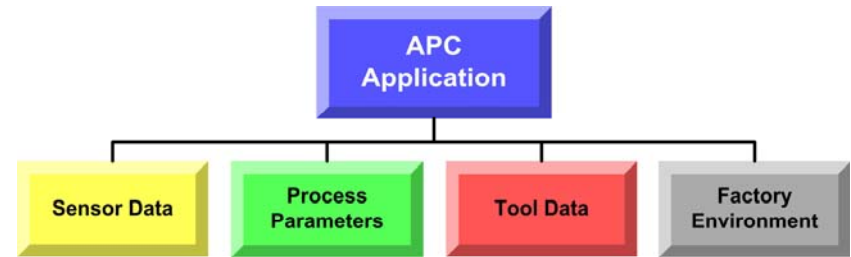 APC
Application
Sensor Data
Process
Parameters
Tool Data
Factory
Environment